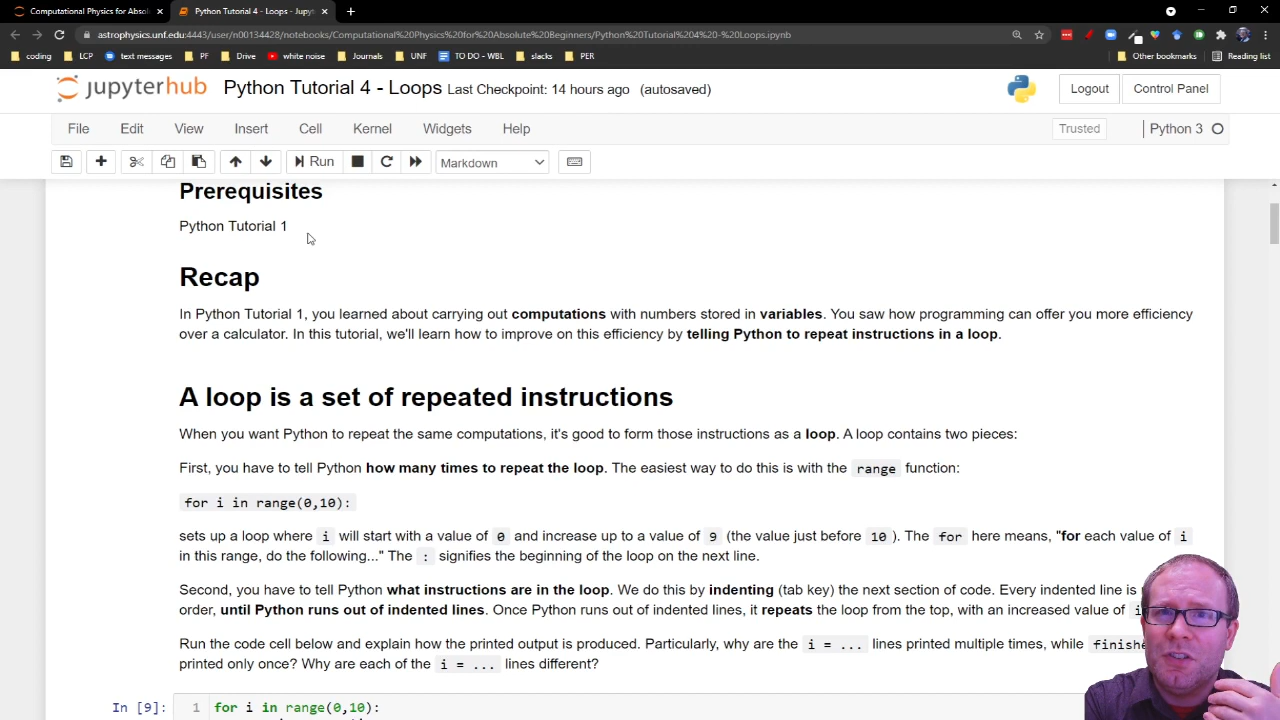 Computational Physics for Absol
Python Tutorial 4 - Loops - Jupyt
astrophysics.unf.edu:4443/user/n00134428/notebooks/Computational%20Physics%20for%20Absolute%20Beginners/Python%20Tutorial%204%20-%20Loops.ipynb
coding LCP text messages PF Drive white noise Journals UNF TO DO - WBL slacks PER Other bookmarks Reading list
jupyterhub Python Tutorial 4 - Loops Last Checkpoint: 14 hours ago (autosaved) Logout Control Panel
File Edit View Insert Cell Kernel Widgets Help Trusted Python 3
Run Markdown
Prerequisites
Python Tutorial 1
Recap
In Python Tutorial 1, you learned about carrying out computations with numbers stored in variables. You saw how programming can offer you more efficiency
over a calculator. In this tutorial, we'll learn how to improve on this efficiency by telling Python to repeat instructions in a loop.
A loop is a set of repeated instructions
When you want Python to repeat the same computations, it's good to form those instructions as a loop. A loop contains two pieces:
First, you have to tell Python how many times to repeat the loop. The easiest way to do this is with the range function:
for i in range(0,10):
sets up a loop where i will start with a value of 0 and increase up to a value of 9 (the value just before 10 ). The for here means, "for each value of i
in this range, do the following..." The : signifies the beginning of the loop on the next line.
Second, you have to tell Python what instructions are in the loop. We do this by indenting (tab key) the next section of code. Every indented line is
order, until Python runs out of indented lines. Once Python runs out of indented lines, it repeats the loop from the top, with an increased value of i
Run the code cell below and explain how the printed output is produced. Particularly, why are the i = ... lines printed multiple times, while finishe
printed only once? Why are each of the i = ... lines different?
In [9]: 1 for i in range(0,10):